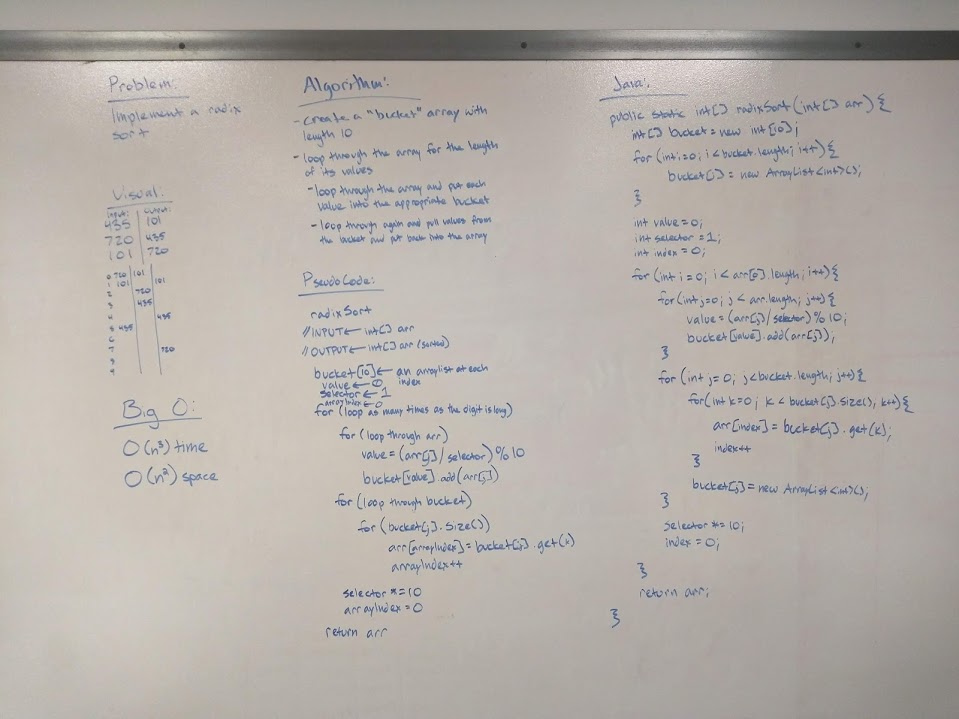 Problem:
Implement a radix
sort
Visual:
Input: Output:
435 101
720 435
101 720
0 720 101
1 101 101
2 720
3 435
4 435
5 435
6
7 720
8
9
Big O:
O(n³) time
O(n²) space
Algorithm:
- create a "bucket" array with
length 10
- loop through the array for the length
of its values
- loop through the array and put each
value into the appropriate bucket
- loop through again and pull values from
the bucket and put back into the array
PseudoCode:
radixSort
//INPUT ← int[] arr
//OUTPUT ← int[] arr (sorted)
bucket[10] ← an arraylist at each
index
value ← 0
selector ← 1
arrayIndex ← 0
for (loop as many times as the digit is long)
for (loop through arr)
value = (arr[j] / selector) % 10
bucket[value].add(arr[j])
for (loop through bucket)
for (bucket[j].size())
arr[arrayIndex] = bucket[j].get(k)
arrayIndex++
selector *= 10
arrayIndex = 0
return arr
Java:
public static int[] radixSort(int[] arr) {
int[] bucket = new int[10];
for (int i=0; i < bucket.length; i++) {
bucket[i] = new ArrayList<int>();
}
int value = 0;
int selector = 1;
int index = 0;
for (int i = 0; i < arr[0].length; i++) {
for (int j=0; j < arr.length; j++) {
value = (arr[j] / selector) % 10;
bucket[value].add(arr[j]);
}
for (int j = 0; j < bucket.length; j++) {
for (int k=0; k < bucket[j].size(), k++) {
arr[index] = bucket[j].get(k);
index++
}
bucket[j] = new ArrayList<int>();
}
selector *= 10;
index = 0;
}
return arr;
}